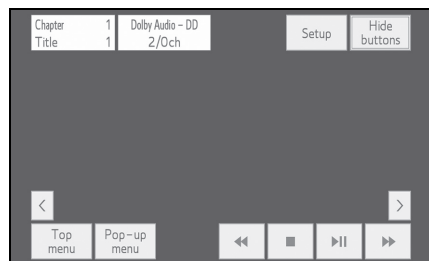 Chapter 1
Title 1
Dolby Audio – DD
2/0ch
Setup
Hide
buttons
Top
menu
Pop-up
menu